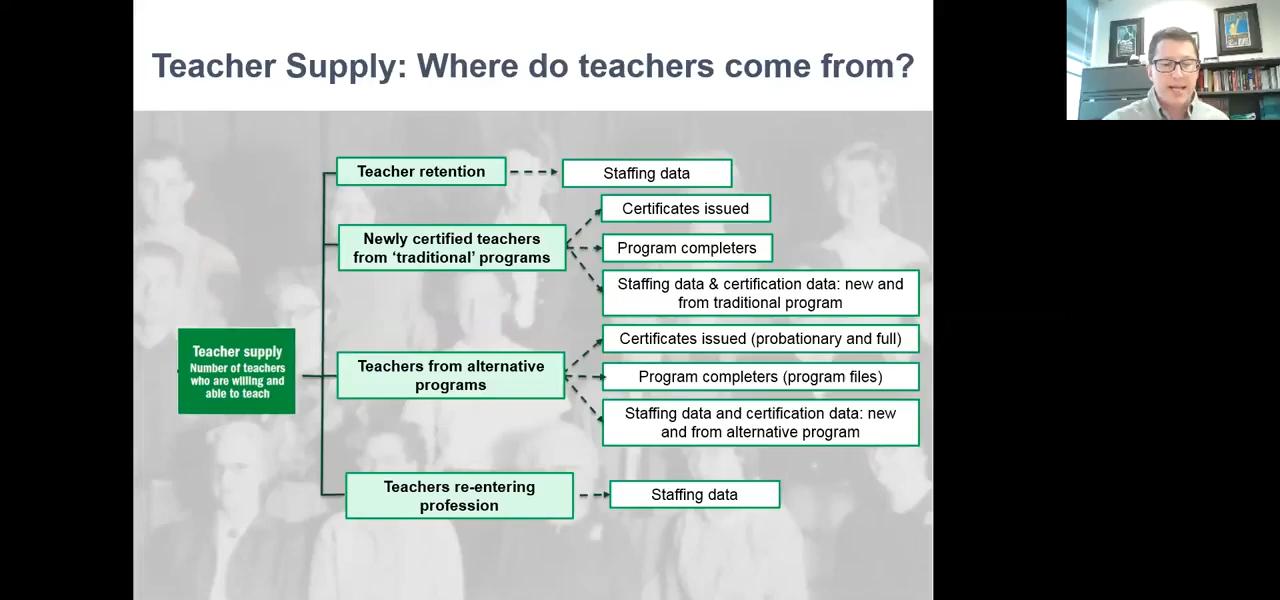 Teacher Supply: Where do teachers come from?
Teacher retention
Staffing data
Certificates issued
Newly certified teachers
from ‘traditional’ programs
Program completers
Staffing data & certification data: new and
from traditional program
Teacher supply
Number of teachers
who are willing and
able to teach
Certificates issued (probationary and full)
Teachers from alternative
programs
Program completers (program files)
Staffing data and certification data: new
and from alternative program
Teachers re-entering
profession
Staffing data